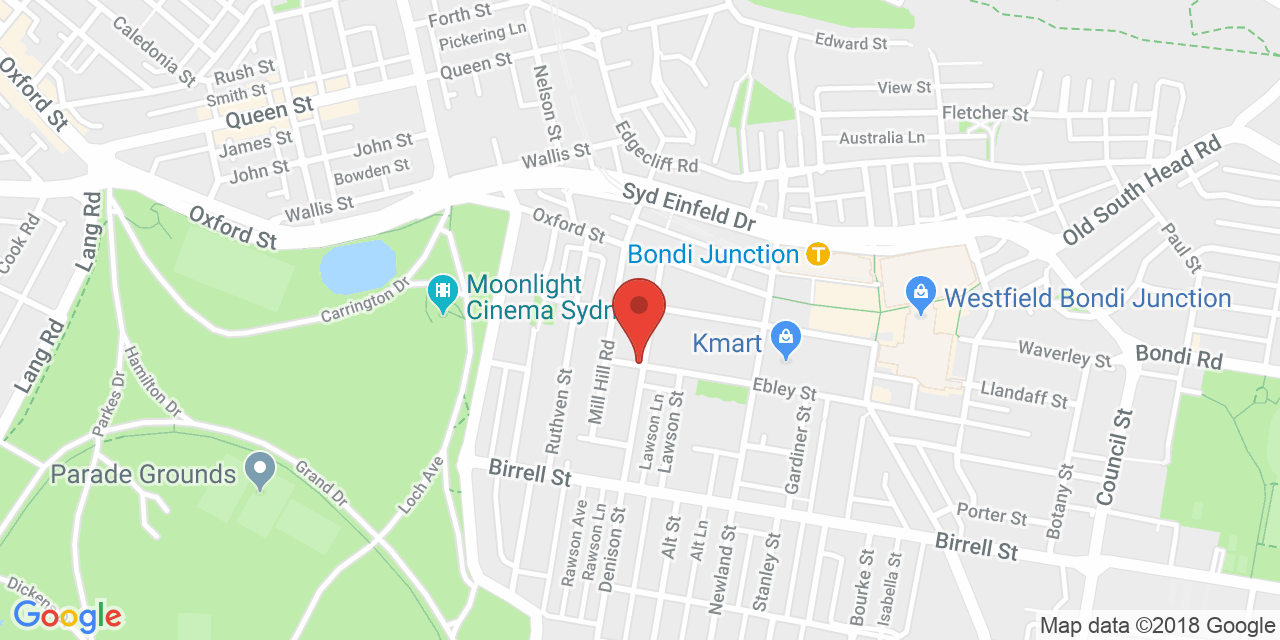 Forth St
Pickering Ln
Caledonia St
Edward St
Rush St
Queen St
Oxford St
Smith St
View St
Queen St
Nelson St
Fletcher St
James St
Edgecliff Rd
Australia Ln
John St
Wallis St
Old South Head Rd
John St
Bowden St
Syd Einfeld Dr
Lang Rd
Wallis St
Cook Rd
Oxford St
Oxford St
Paul St
Bondi Junction
T
Moonlight
Cinema Sydn
Carrington Dr
Westfield Bondi Junction
Kmart
Waverley St
Bondi Rd
Lang Rd
Mill Hill Rd
Hamilton Dr
Parkes Dr
Ebley St
Llandaff St
Ruthven St
Lawson Ln
Lawson St
Gardiner St
Council St
Parade Grounds
Grand Dr
Loch Ave
Birrell St
Botany St
Porter St
Rawson Ave
Rawson Ln
Denison St
Alt St
Alt Ln
Newland St
Stanley St
Birrell St
Bourke St
Isabella St
Dickens
Google
Map data ©2018 Google